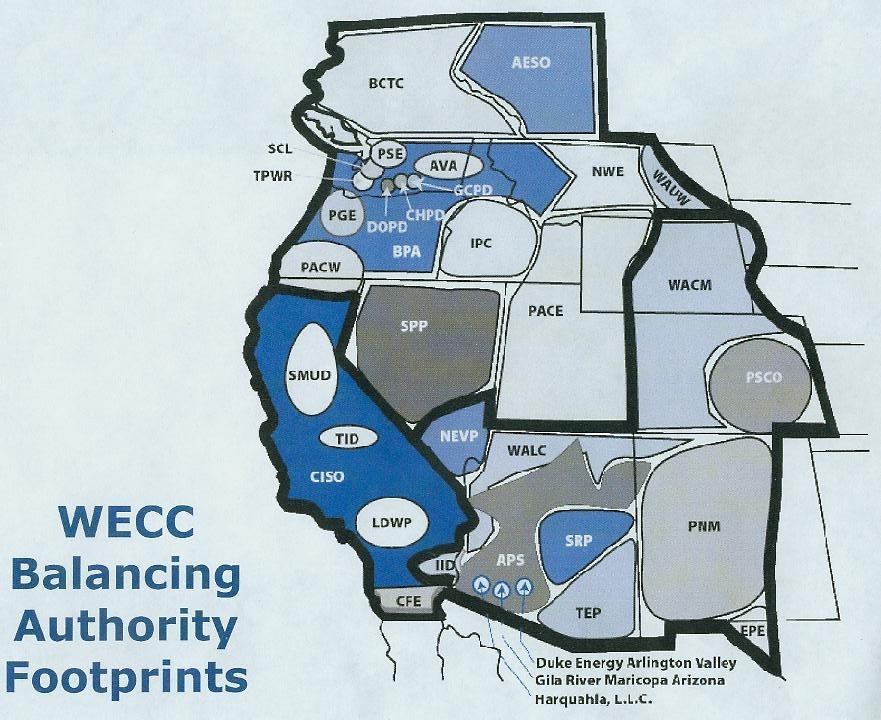 BCTC
AESO
SCL
PSE
TPWR
AVA
NWE
WAUW
GCPD
PGE
CHPD
DOPD
BPA
IPC
PACW
WACM
PACE
SPP
SMUD
PSCO
TID
NEVP
WALC
CISO
LDWP
SRP
PNM
IID
APS
CFE
TEP
EPE
WECC
Balancing
Authority
Footprints
Duke Energy Arlington Valley
Gila River Maricopa Arizona
Harquahla, L.L.C.